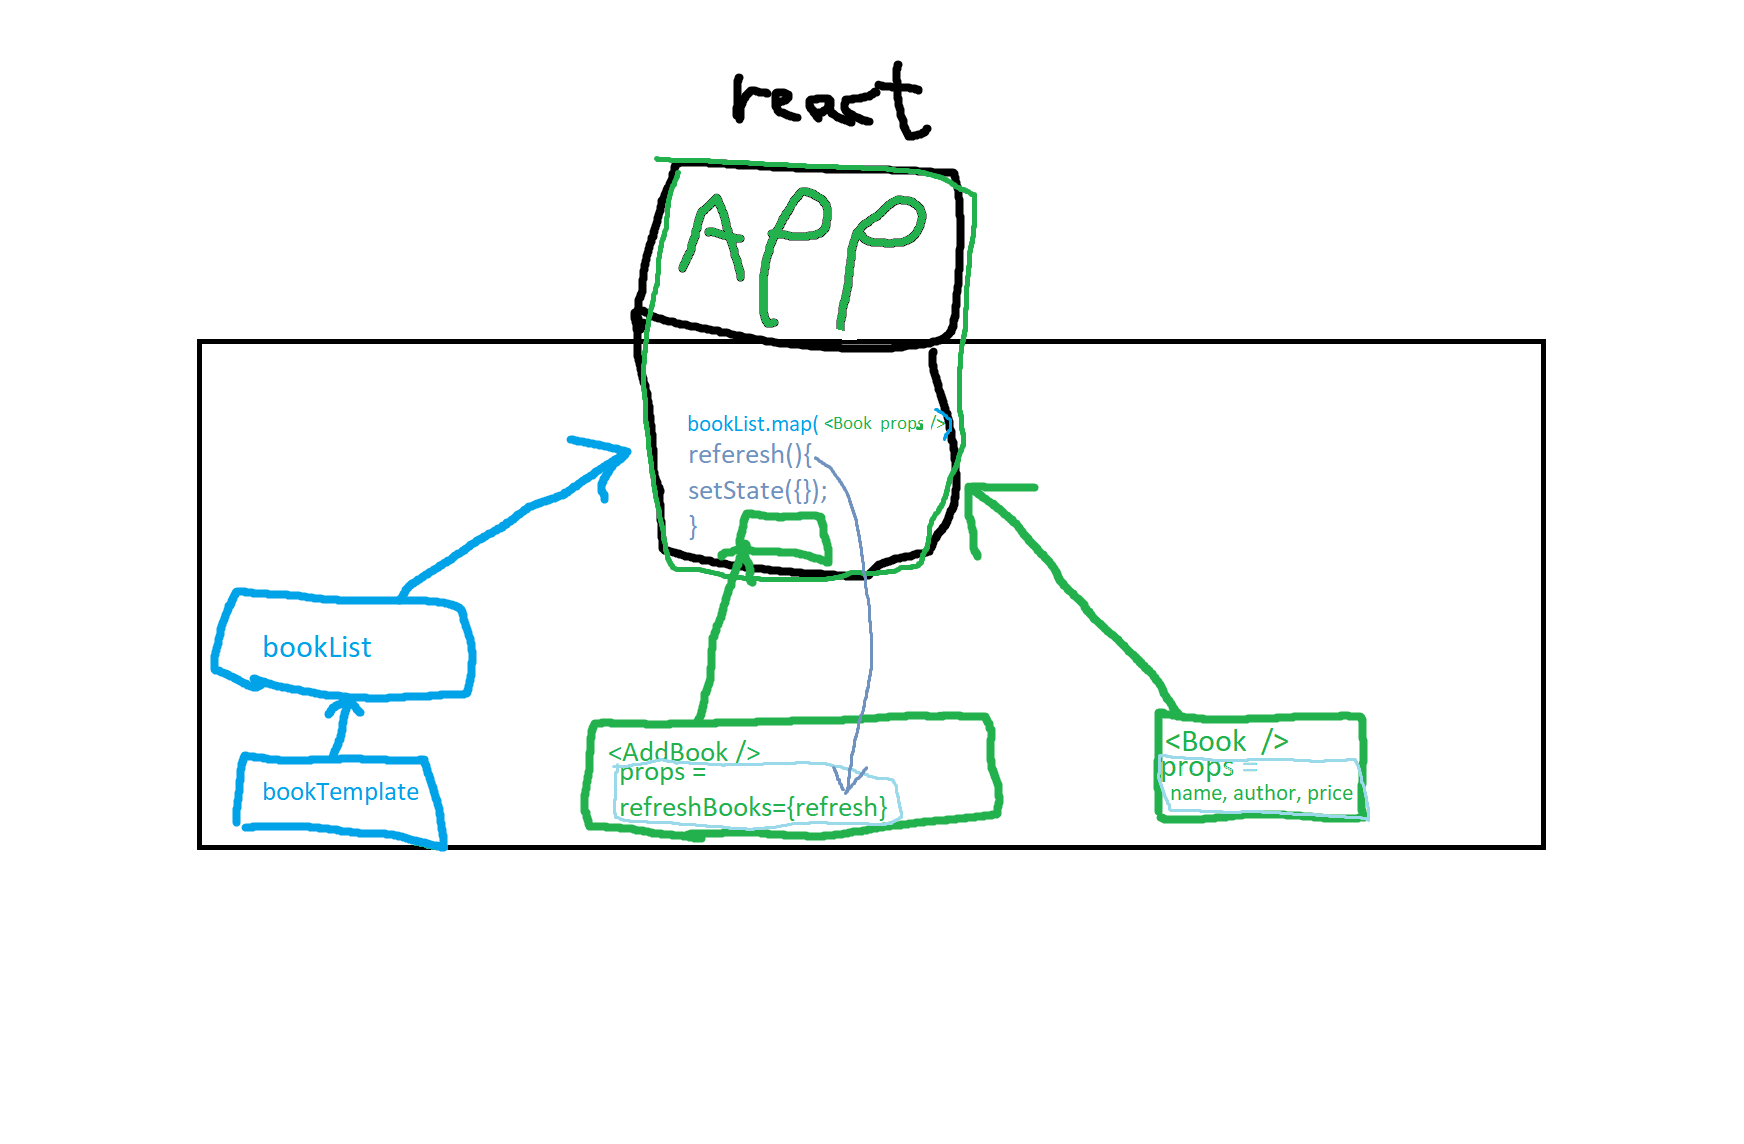 react
APP
bookList.map( <Book props />)
referesh(){
setState({});
}
bookList
bookTemplate
<AddBook />
props =
refreshBooks={refresh}
<Book />
props =
name, author, price